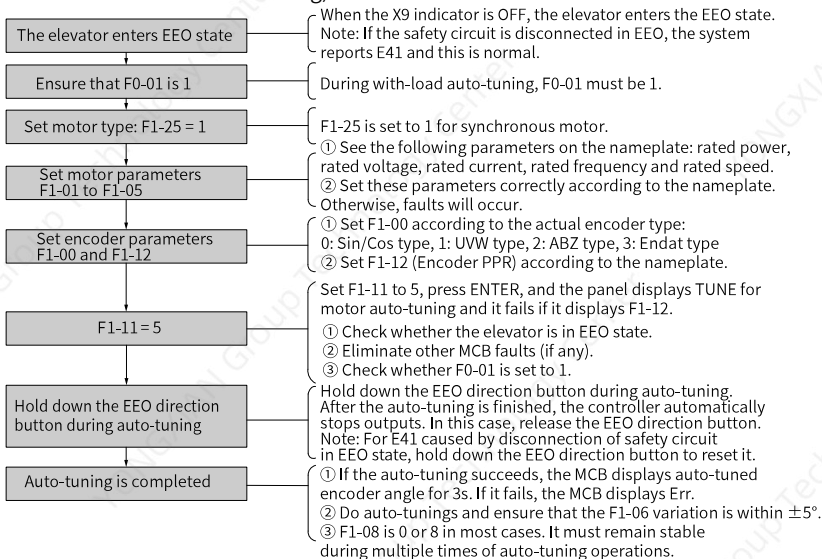 The elevator enters EEO state
When the X9 indicator is OFF, the elevator enters the EEO state.
Note: If the safety circuit is disconnected in EEO, the system
reports E41 and this is normal.
Ensure that F0-01 is 1
During with-load auto-tuning, F0-01 must be 1.
Set motor type: F1-25 = 1
F1-25 is set to 1 for synchronous motor.
Set motor parameters
F1-01 to F1-05
① See the following parameters on the nameplate: rated power,
rated voltage, rated current, rated frequency and rated speed.
② Set these parameters correctly according to the nameplate.
Otherwise, faults will occur.
Set encoder parameters
F1-00 and F1-12
① Set F1-00 according to the actual encoder type:
0: Sin/Cos type, 1: UVW type, 2: ABZ type, 3: Endat type
② Set F1-12 (Encoder PPR) according to the nameplate.
F1-11 = 5
Set F1-11 to 5, press ENTER, and the panel displays TUNE for
motor auto-tuning and it fails if it displays F1-12.
① Check whether the elevator is in EEO state.
② Eliminate other MCB faults (if any).
③ Check whether F0-01 is set to 1.
Hold down the EEO direction
button during auto-tuning
Hold down the EEO direction button during auto-tuning.
After the auto-tuning is finished, the controller automatically
stops outputs. In this case, release the EEO direction button.
Note: For E41 caused by disconnection of safety circuit
in EEO state, hold down the EEO direction button to reset it.
Auto-tuning is completed
① If the auto-tuning succeeds, the MCB displays auto-tuned
encoder angle for 3s. If it fails, the MCB displays Err.
② Do auto-tunings and ensure that the F1-06 variation is within ±5°.
③ F1-08 is 0 or 8 in most cases. It must remain stable
during multiple times of auto-tuning operations.